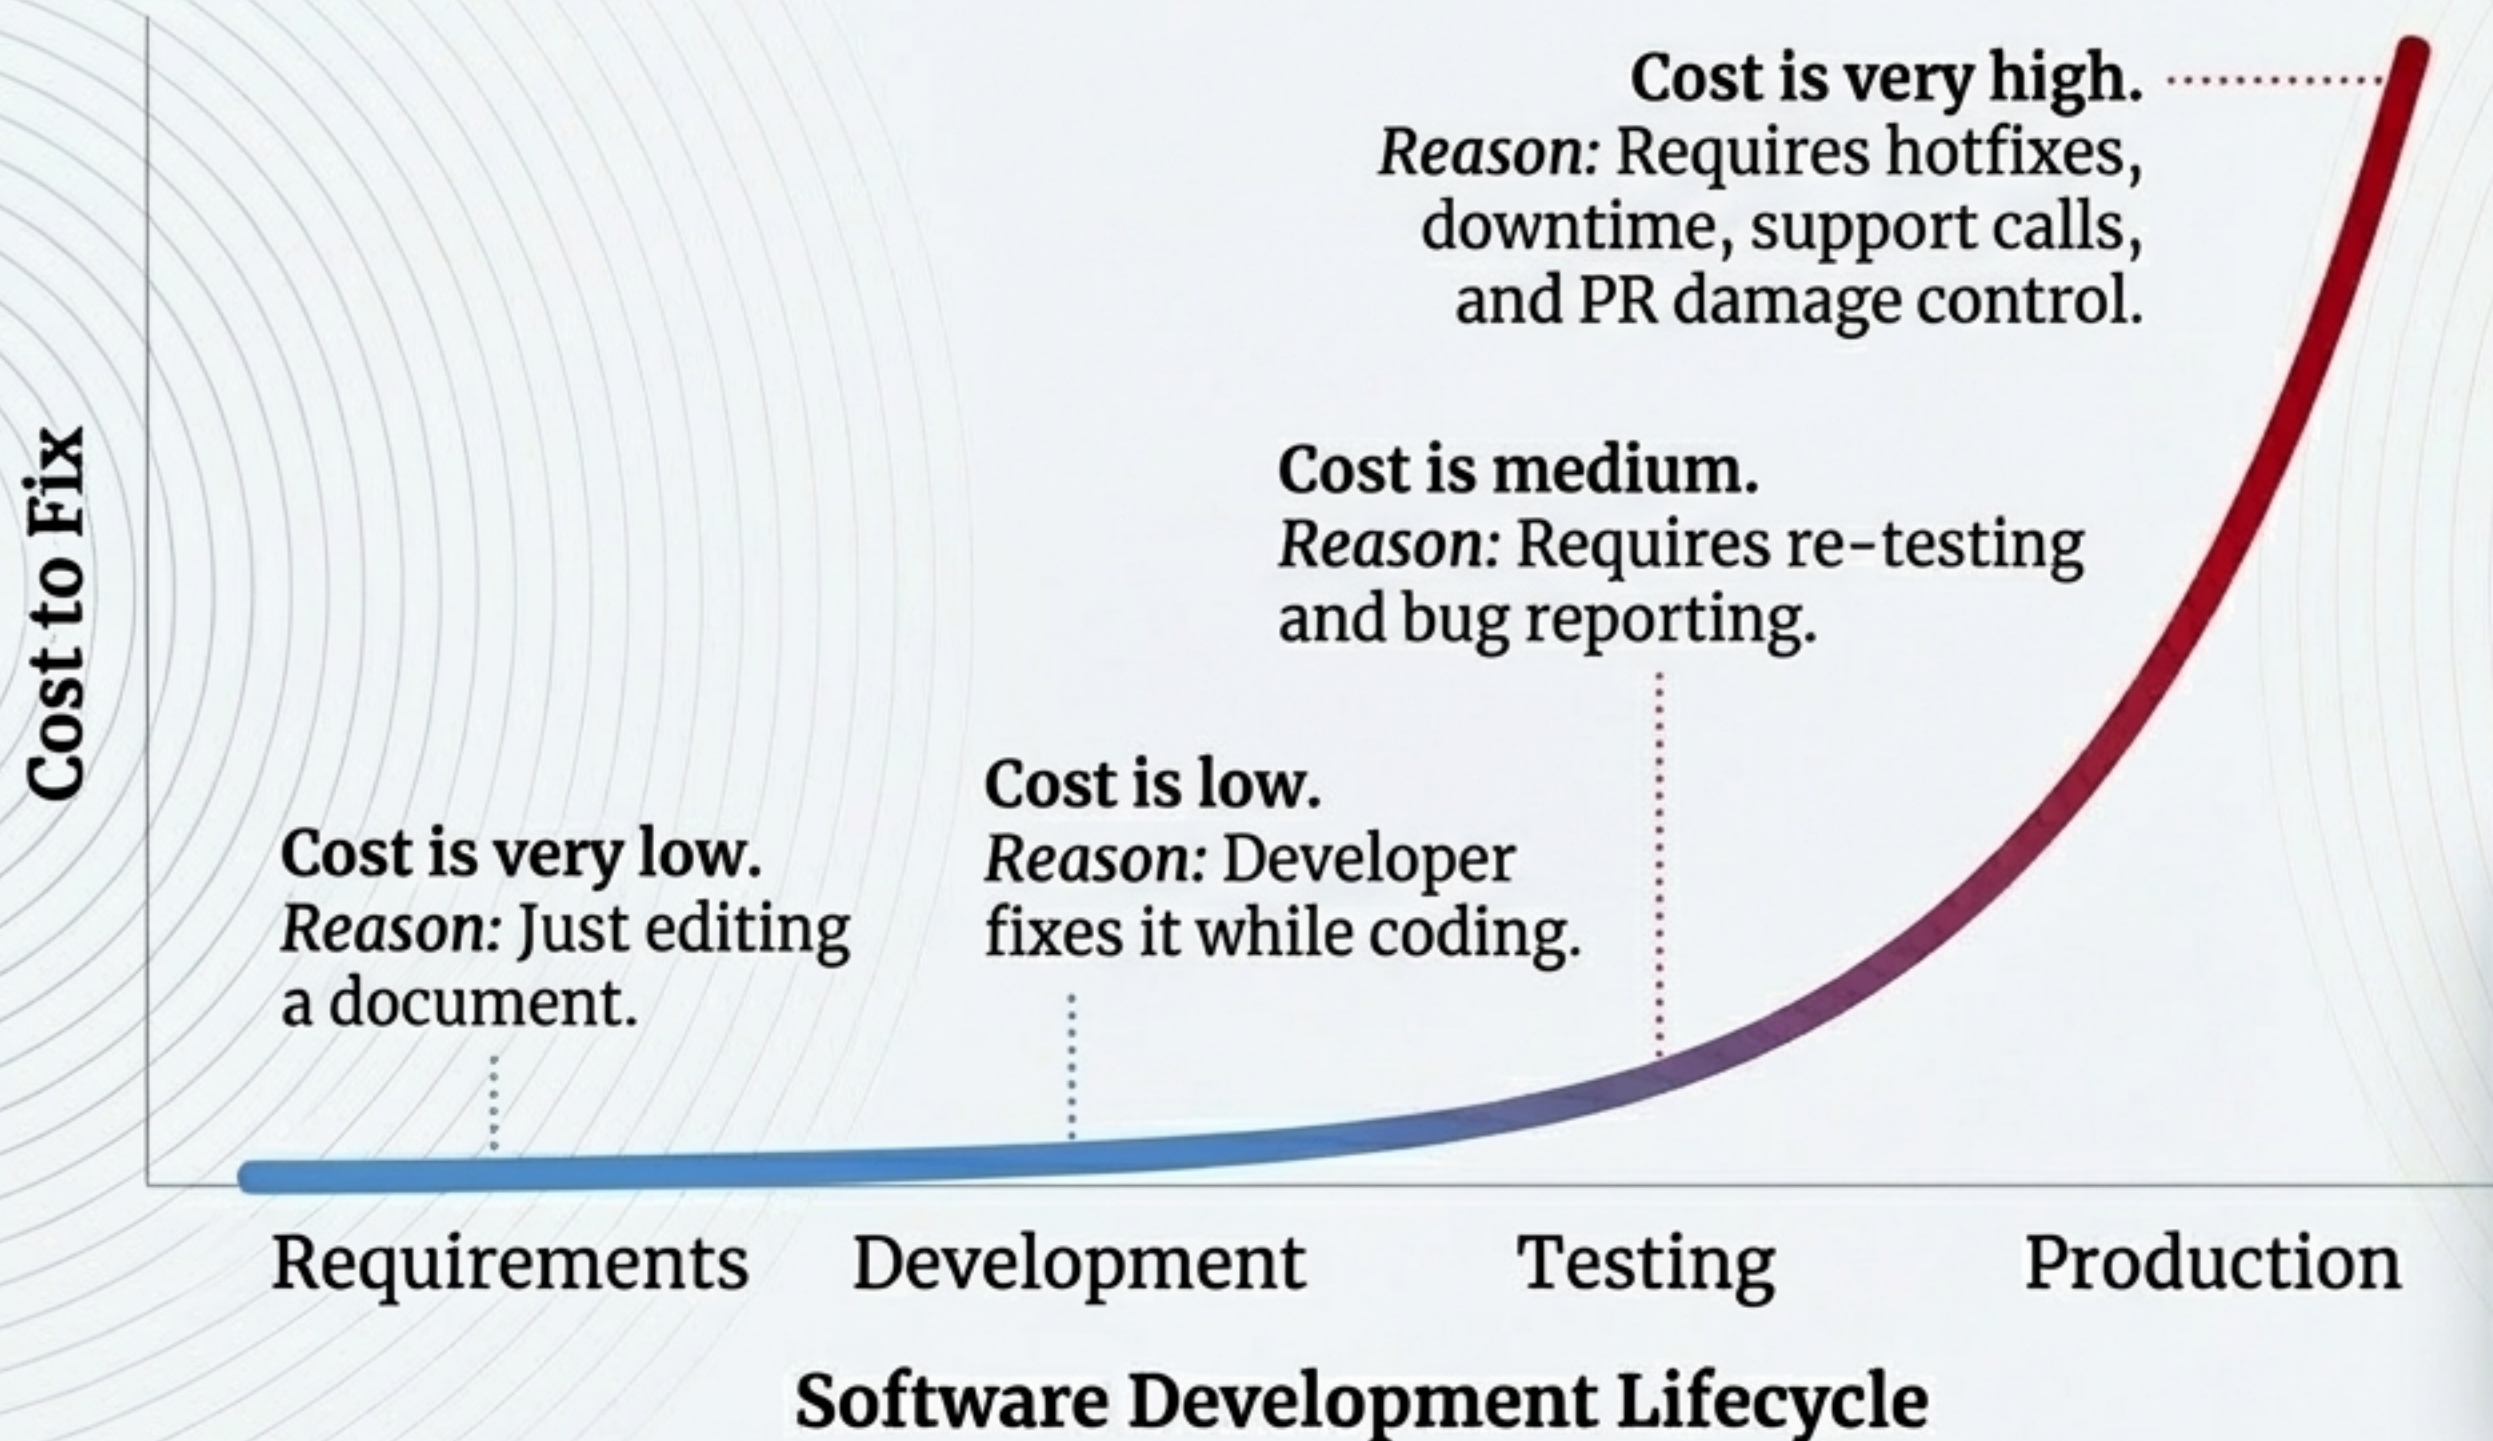 Cost is very high.
Reason: Requires hotfixes,
downtime, support calls,
and PR damage control.
Cost is medium.
Reason: Requires re-testing
and bug reporting.
Cost is low.
Reason: Developer
fixes it while coding.
Cost is very low.
Reason: Just editing
a document.
Cost to Fix
Requirements Development Testing Production
Software Development Lifecycle